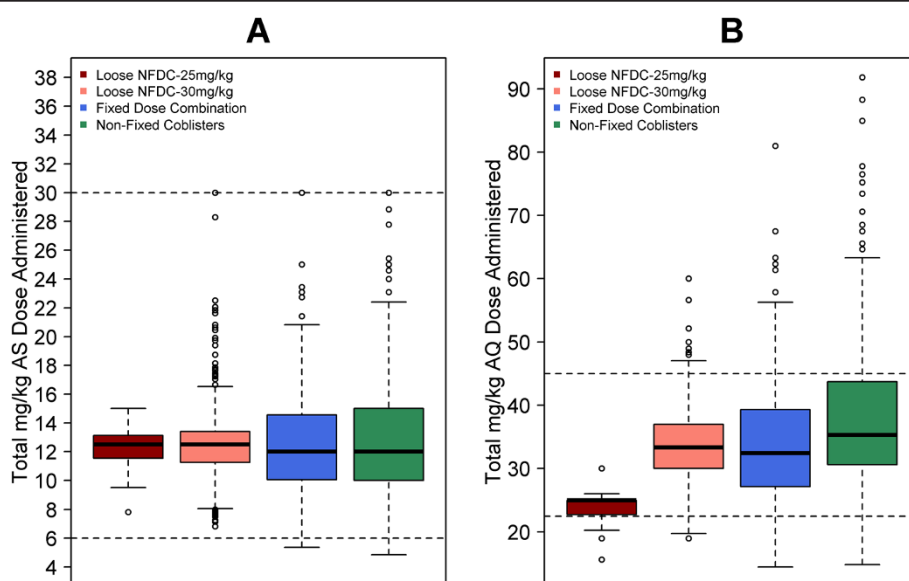 A
Total mg/kg AS Dose Administered
38
36
34
32
30
28
26
24
22
20
18
16
14
12
10
8
6
4
Loose NFDC-25mg/kg
Loose NFDC-30mg/kg
Fixed Dose Combination
Non-Fixed Coblisters
B
Total mg/kg AQ Dose Administered
90
80
70
60
50
40
30
20
Loose NFDC-25mg/kg
Loose NFDC-30mg/kg
Fixed Dose Combination
Non-Fixed Coblisters